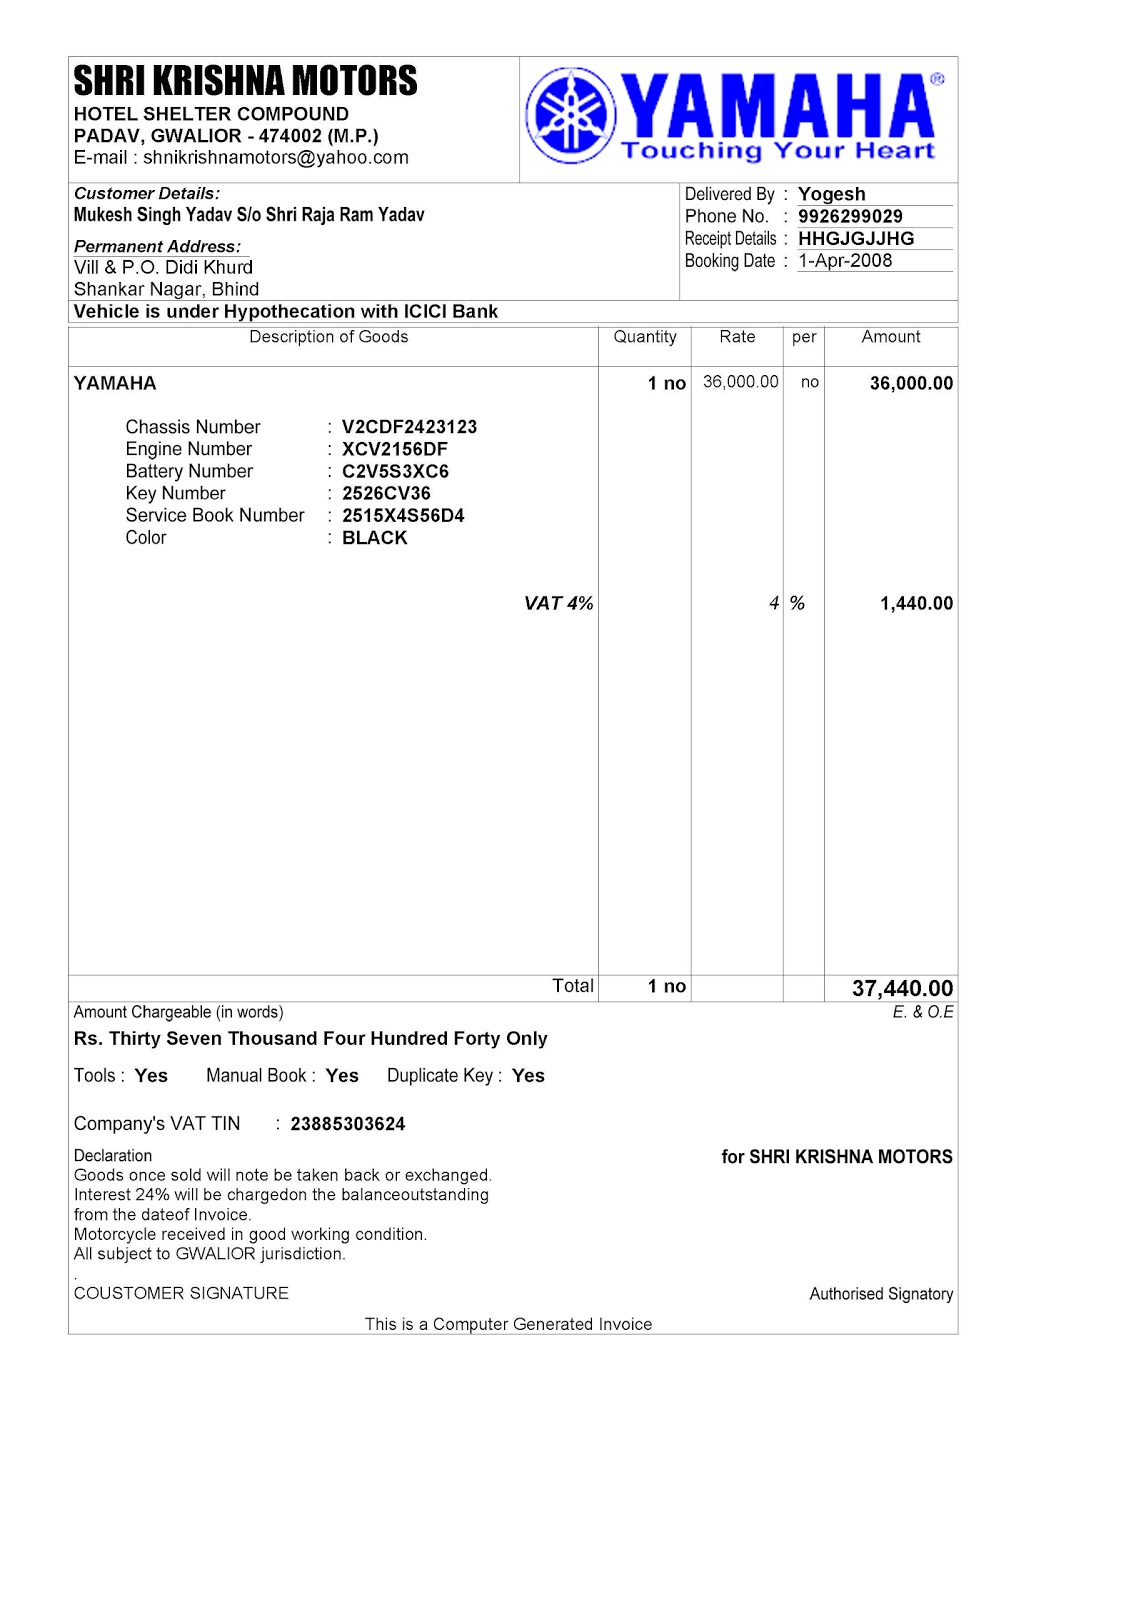 SHRI KRISHNA MOTORS
HOTEL SHELTER COMPOUND
PADAV, GWALIOR - 474002 (M.P.)
E-mail : shnikrishnamotors@yahoo.com
YAMAHA®
Touching Your Heart
Customer Details:
Mukesh Singh Yadav S/o Shri Raja Ram Yadav
Permanent Address:
Vill & P.O. Didi Khurd
Shankar Nagar, Bhind
Delivered By : Yogesh
Phone No. : 9926299029
Receipt Details : HHGJGJJHG
Booking Date : 1-Apr-2008
Vehicle is under Hypothecation with ICICI Bank
Description of Goods Quantity Rate per Amount
YAMAHA 1 no 36,000.00 no 36,000.00
Chassis Number : V2CDF2423123
Engine Number : XCV2156DF
Battery Number : C2V5S3XC6
Key Number : 2526CV36
Service Book Number : 2515X4S56D4
Color : BLACK
VAT 4% 4 % 1,440.00
Total 1 no 37,440.00
Amount Chargeable (in words) E. & O.E
Rs. Thirty Seven Thousand Four Hundred Forty Only
Tools : Yes Manual Book : Yes Duplicate Key : Yes
Company's VAT TIN : 23885303624
Declaration
Goods once sold will note be taken back or exchanged.
Interest 24% will be chargedon the balanceoutstanding
from the dateof Invoice.
Motorcycle received in good working condition.
All subject to GWALIOR jurisdiction.
.
for SHRI KRISHNA MOTORS
COUSTOMER SIGNATURE Authorised Signatory
This is a Computer Generated Invoice